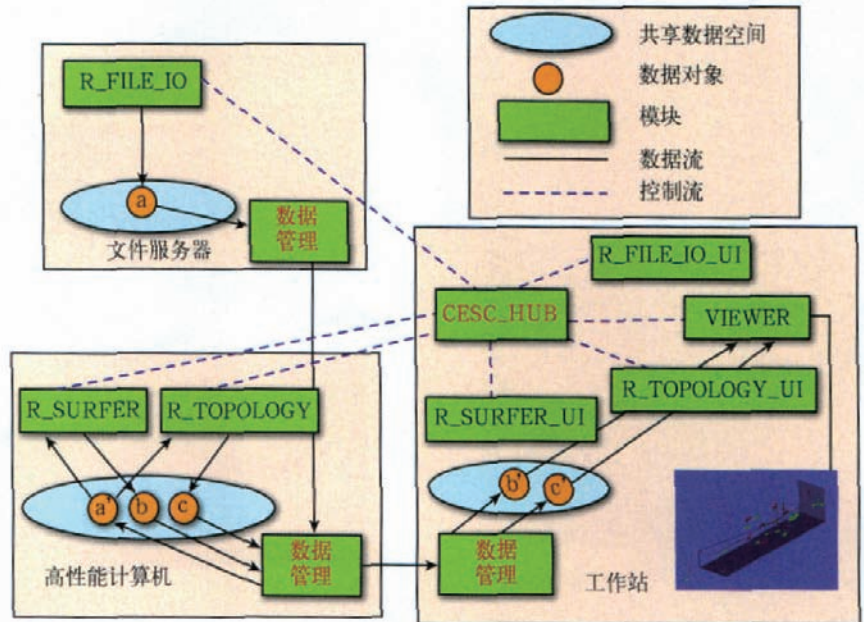 R_FILE_IO
a
数据
管理
文件服务器
共享数据空间
数据对象
模块
数据流
控制流
R_SURFER
R_TOPOLOGY
a'
b
c
数据
管理
高性能计算机
R_FILE_IO_UI
CESC_HUB
VIEWER
R_TOPOLOGY_UI
R_SURFER_UI
b'
c'
数据
管理
工作站